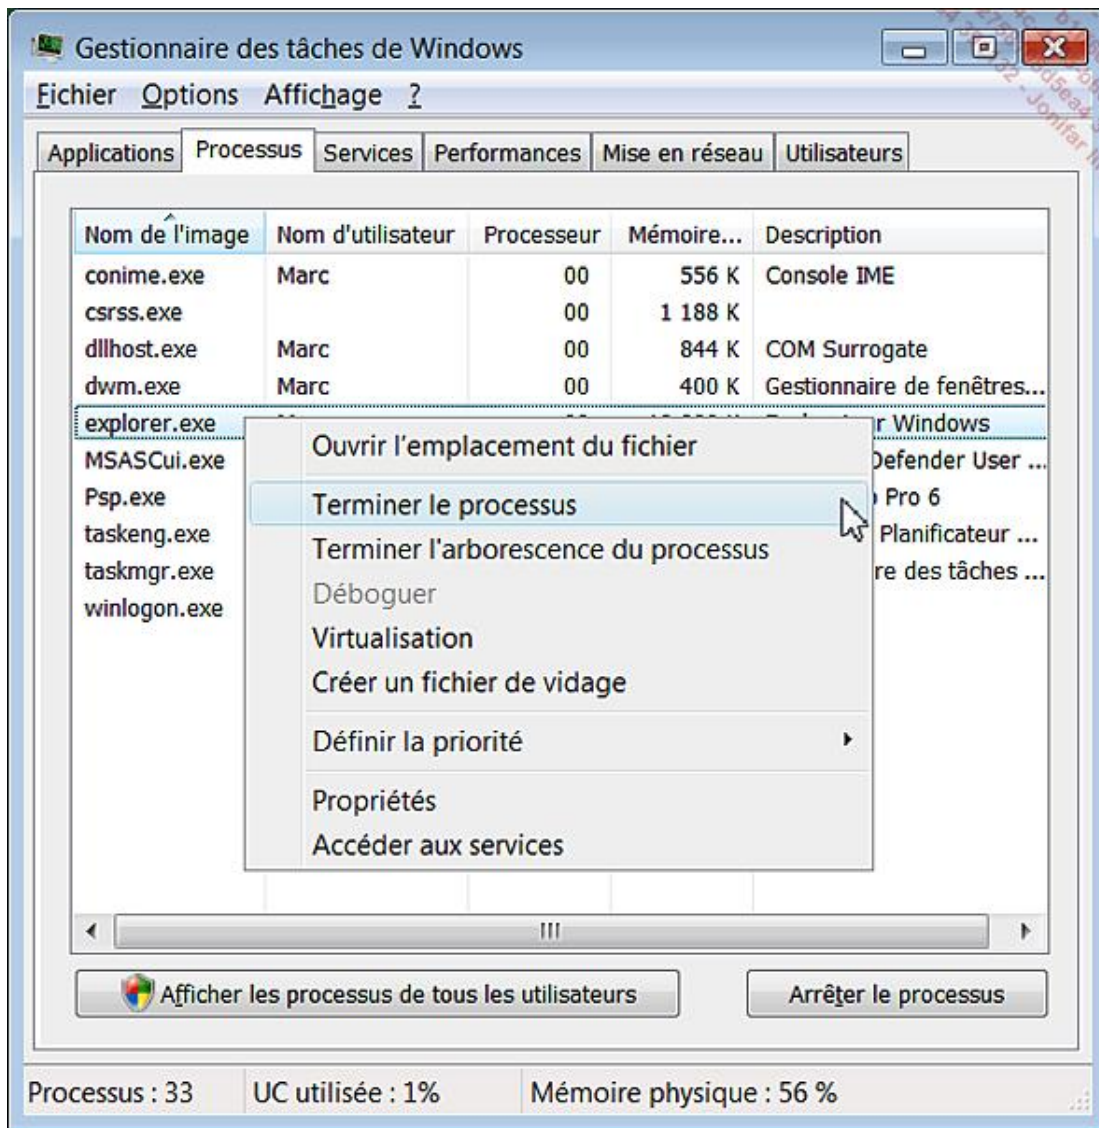 Gestionnaire des tâches de Windows
Fichier Options Affichage ?
Applications Processus Services Performances Mise en réseau Utilisateurs
Nom de l'image Nom d'utilisateur Processeur Mémoire... Description
conime.exe Marc 00 556 K Console IME
csrss.exe 00 1 188 K
dllhost.exe Marc 00 844 K COM Surrogate
dwm.exe Marc 00 400 K Gestionnaire de fenêtres...
explorer.exe Windows
Ouvrir l'emplacement du fichier
MSASCui.exe Defender User ...
Psp.exe Pro 6
Terminer le processus
taskeng.exe Planificateur ...
Terminer l'arborescence du processus
taskmgr.exe des tâches ...
Déboguer
winlogon.exe
Virtualisation
Créer un fichier de vidage
Définir la priorité
Propriétés
Accéder aux services
Afficher les processus de tous les utilisateurs Arrêter le processus
Processus : 33 UC utilisée : 1% Mémoire physique : 56 %